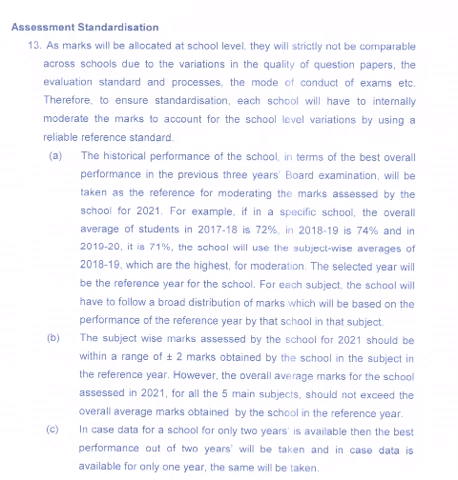 Assessment Standardisation
13. As marks will be allocated at school level, they will strictly not be comparable
across schools due to the variations in the quality of question papers, the
evaluation standard and processes, the mode of conduct of exams etc.
Therefore, to ensure standardisation, each school will have to internally
moderate the marks to account for the school level variations by using a
reliable reference standard.
(a) The historical performance of the school, in terms of the best overall
performance in the previous three years' Board examination, will be
taken as the reference for moderating the marks assessed by the
school for 2021. For example, if in a specific school, the overall
average of students in 2017-18 is 72%, in 2018-19 is 74% and in
2019-20, it is 71%, the school will use the subject-wise averages of
2018-19, which are the highest, for moderation. The selected year will
be the reference year for the school. For each subject, the school will
have to follow a broad distribution of marks which will be based on the
performance of the reference year by that school in that subject.
(b) The subject wise marks assessed by the school for 2021 should be
within a range of ± 2 marks obtained by the school in the subject in
the reference year. However, the overall average marks for the school
assessed in 2021, for all the 5 main subjects, should not exceed the
overall average marks obtained by the school in the reference year.
(c) In case data for a school for only two years' is available then the best
performance out of two years' will be taken and in case data is
available for only one year, the same will be taken.